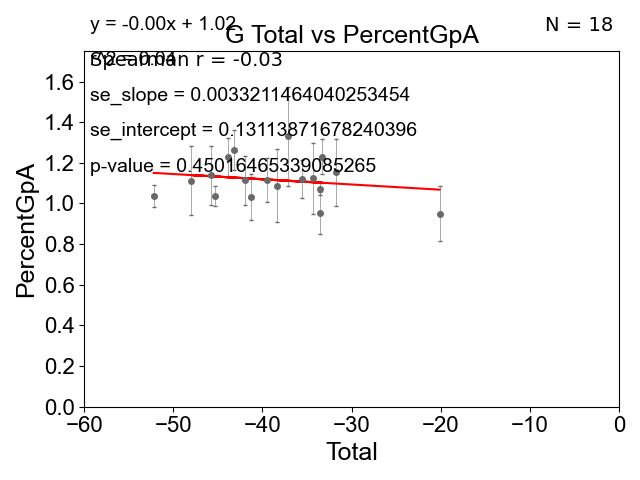 y = -0.00x + 1.02
N = 18
G Total vs PercentGpA
Spearman r = -0.03
se_slope = 0.0033211464040253454
se_intercept = 0.13113871678240396
p-value = 0.45016465339085265
PercentGpA
1.6
1.4
1.2
1.0
0.8
0.6
0.4
0.2
0.0
−60 −50 −40 −30 −20 −10 0
Total